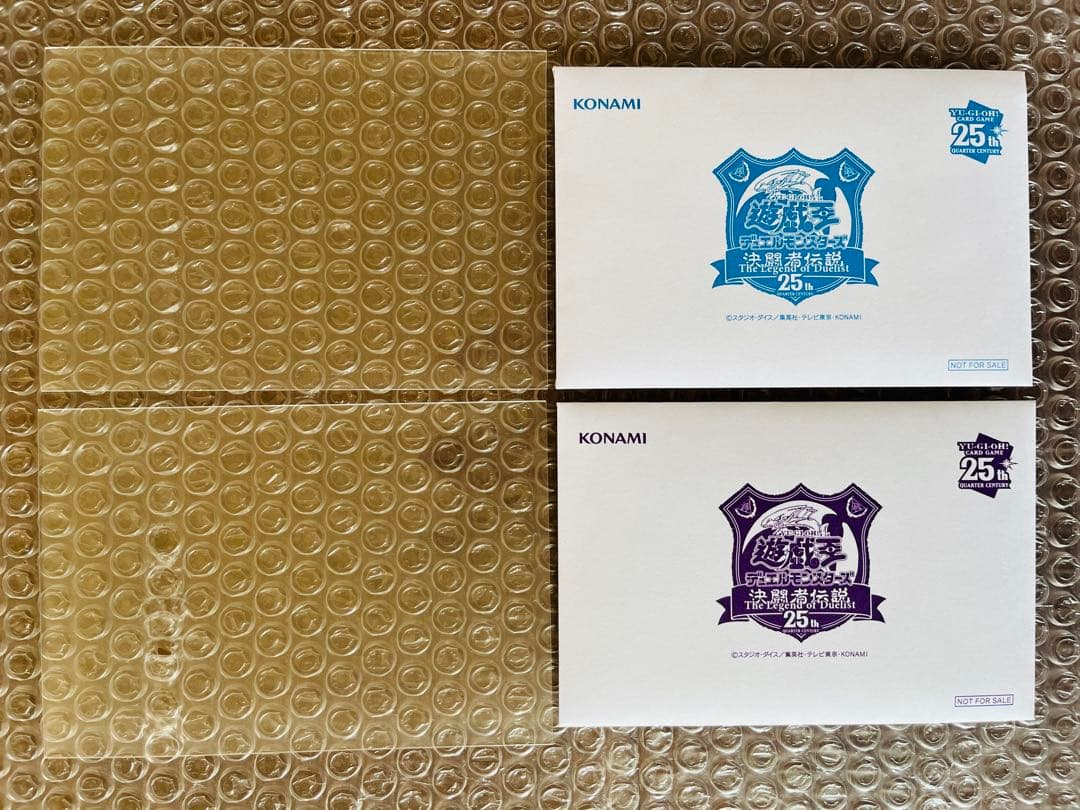 KONAMI
YU-GI-OH!
CARD GAME
25th
QUARTER CENTURY
YU-GI-OH!
遊戯王
デュエルモンスターズ
決闘者伝説
The Legend of Duelist
25th
QUARTER CENTURY
©スタジオ・ダイス/集英社・テレビ東京・KONAMI
NOT FOR SALE
KONAMI
YU-GI-OH!
CARD GAME
25th
QUARTER CENTURY
YU-GI-OH!
遊戯王
デュエルモンスターズ
決闘者伝説
The Legend of Duelist
25th
QUARTER CENTURY
©スタジオ・ダイス/集英社・テレビ東京・KONAMI
NOT FOR SALE